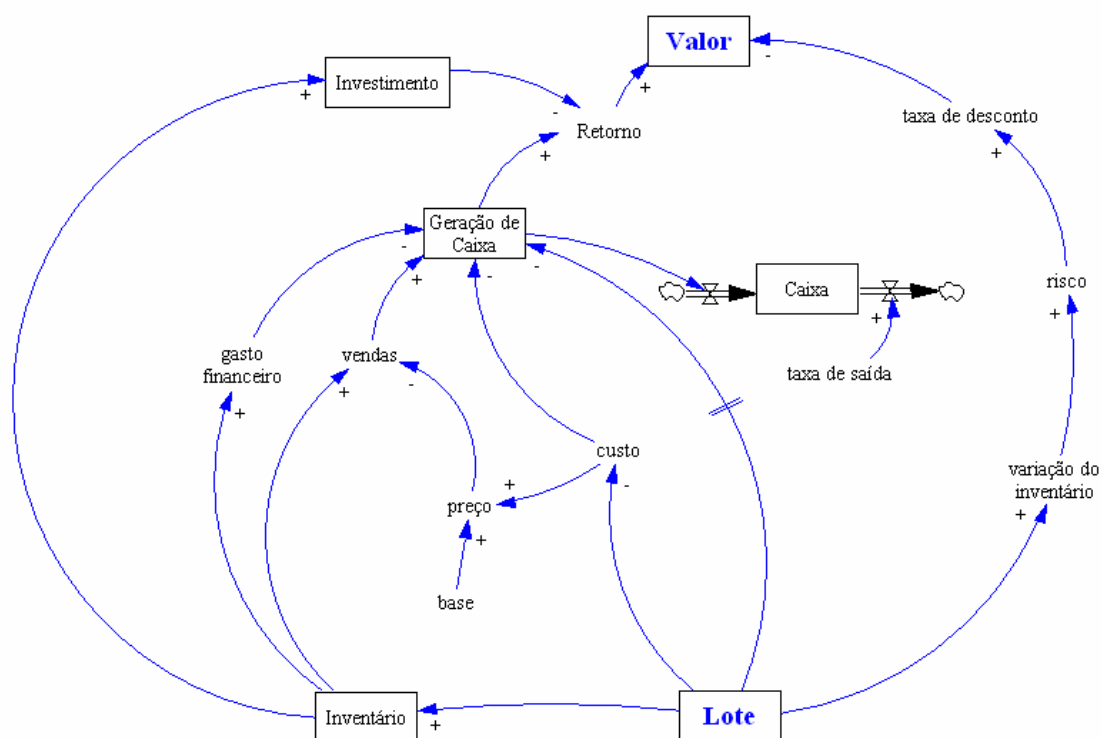 Valor
-
Investimento
+
-
+
Retorno
taxa de desconto
+
+
Geração de
Caixa
-
+
-
-
Caixa
risco
+
+
taxa de saída
gasto
financeiro
vendas
+
+
-
custo
-
variação do
inventário
+
+
preço
+
base
Inventário
+
Lote